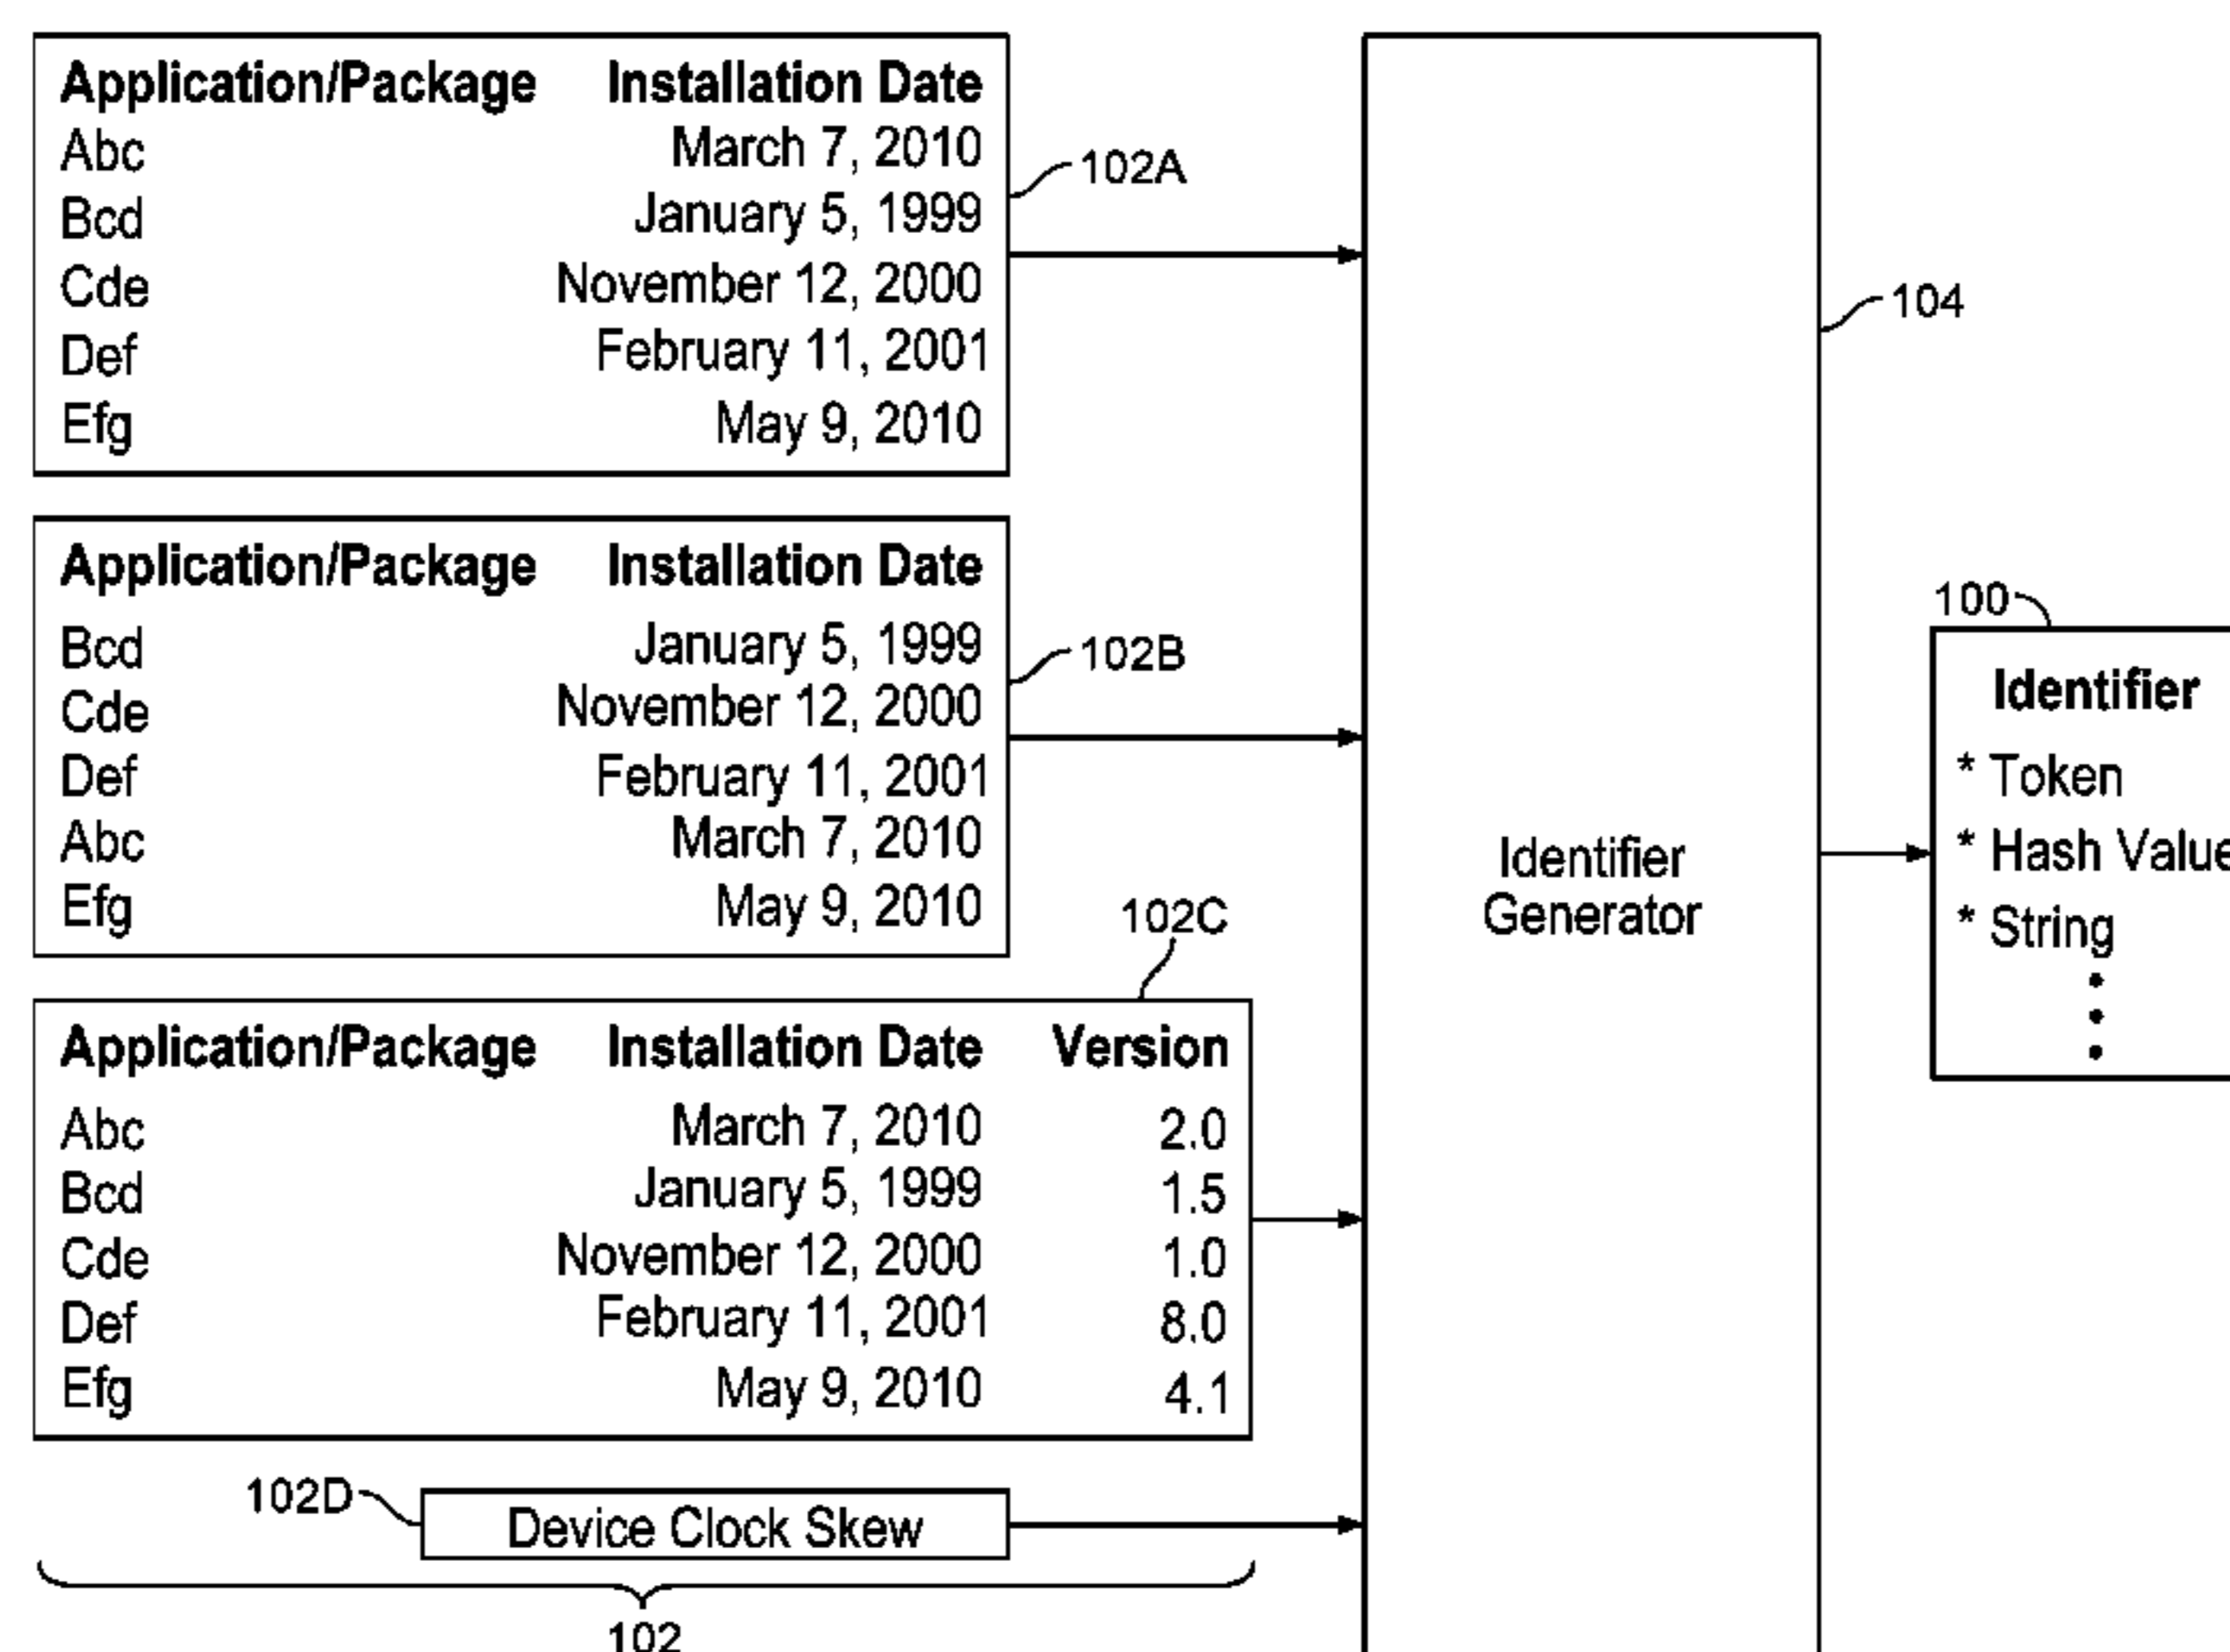 Application/Package Installation Date
Abc March 7, 2010
Bcd January 5, 1999
Cde November 12, 2000
Def February 11, 2001
Efg May 9, 2010
102A
Application/Package Installation Date
Bcd January 5, 1999
Cde November 12, 2000
Def February 11, 2001
Abc March 7, 2010
Efg May 9, 2010
102B
102C
Application/Package Installation Date Version
Abc March 7, 2010 2.0
Bcd January 5, 1999 1.5
Cde November 12, 2000 1.0
Def February 11, 2001 8.0
Efg May 9, 2010 4.1
102D
Device Clock Skew
102
Identifier
Generator
104
100
Identifier
* Token
* Hash Value
* String